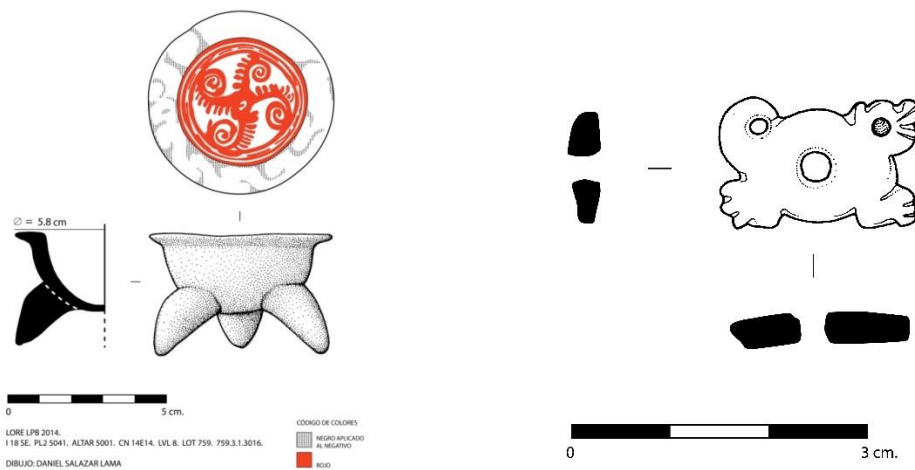 Ø = 5.8 cm
0 5 cm.
LORE LPB 2014.
I 18 SE. PL2 5041. ALTAR 5001. CN 14E14. LVL 8. LOT 759. 759.3.1.3016.
DIBUJO: DANIEL SALAZAR LAMA
CÓDIGO DE COLORES
NEGRO APLICADO
AL NEGATIVO
ROJO
0 3 cm.